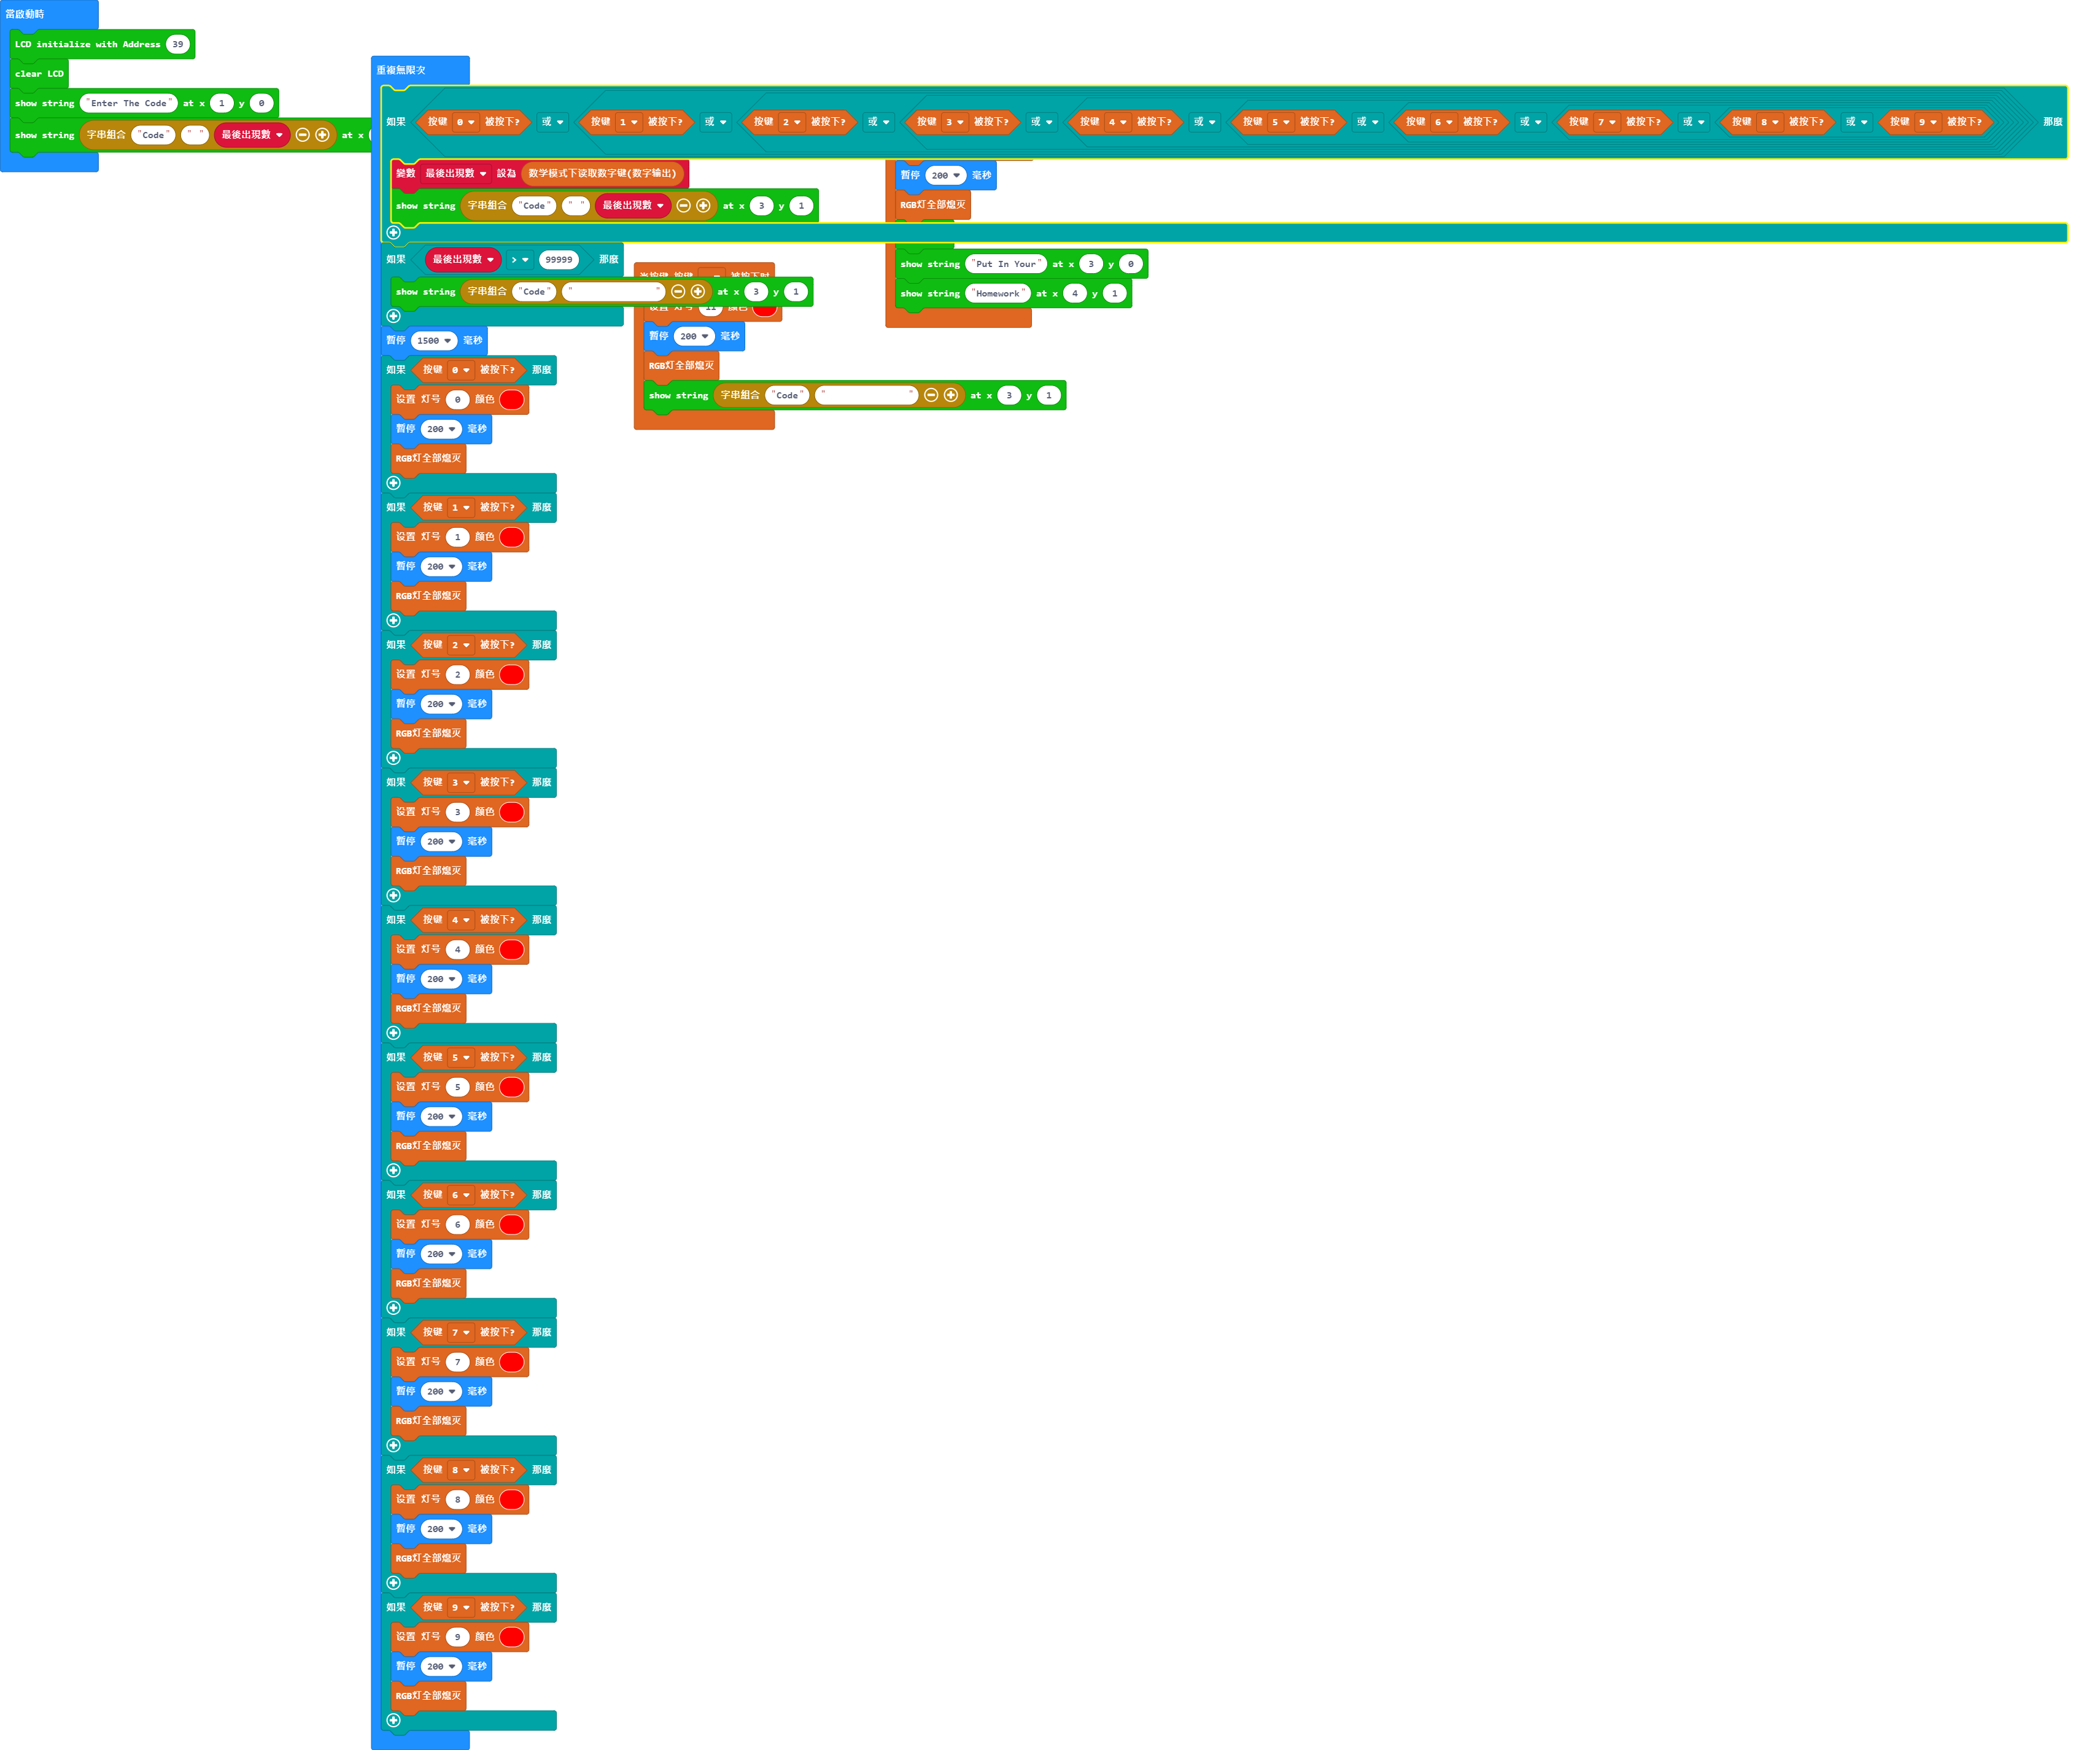 當啟動時
LCD initialize with Address 39
clear LCD
show string "Enter The Code" at x 1 y 0
show string 字串組合 "Code" " " 最後出現數 at x
重複無限次
如果 按键 0 被按下? 或 按键 1 被按下? 或 按键 2 被按下? 或 按键 3 被按下? 或 按键 4 被按下? 或 按键 5 被按下? 或 按键 6 被按下? 或 按键 7 被按下? 或 按键 8 被按下? 或 按键 9 被按下? 那麼
變數 最後出現數 設為 数学模式下读取数字键(数字输出)
show string 字串組合 "Code" " " 最後出現數 at x 3 y 1
如果 最後出現數 > 99999 那麼
show string 字串組合 "Code" " " at x 3 y 1
暫停 1500 毫秒
如果 按键 0 被按下? 那麼
设置 灯号 0 颜色
暫停 200 毫秒
RGB灯全部熄灭
如果 按键 1 被按下? 那麼
设置 灯号 1 颜色
暫停 200 毫秒
RGB灯全部熄灭
如果 按键 2 被按下? 那麼
设置 灯号 2 颜色
暫停 200 毫秒
RGB灯全部熄灭
如果 按键 3 被按下? 那麼
设置 灯号 3 颜色
暫停 200 毫秒
RGB灯全部熄灭
如果 按键 4 被按下? 那麼
设置 灯号 4 颜色
暫停 200 毫秒
RGB灯全部熄灭
如果 按键 5 被按下? 那麼
设置 灯号 5 颜色
暫停 200 毫秒
RGB灯全部熄灭
如果 按键 6 被按下? 那麼
设置 灯号 6 颜色
暫停 200 毫秒
RGB灯全部熄灭
如果 按键 7 被按下? 那麼
设置 灯号 7 颜色
暫停 200 毫秒
RGB灯全部熄灭
如果 按键 8 被按下? 那麼
设置 灯号 8 颜色
暫停 200 毫秒
RGB灯全部熄灭
如果 按键 9 被按下? 那麼
设置 灯号 9 颜色
暫停 200 毫秒
RGB灯全部熄灭
当按键 按键 被按下时
设置 灯号 11 颜色
暫停 200 毫秒
RGB灯全部熄灭
show string 字串組合 "Code" " " at x 3 y 1
暫停 200 毫秒
RGB灯全部熄灭
show string "Put In Your" at x 3 y 0
show string "Homework" at x 4 y 1